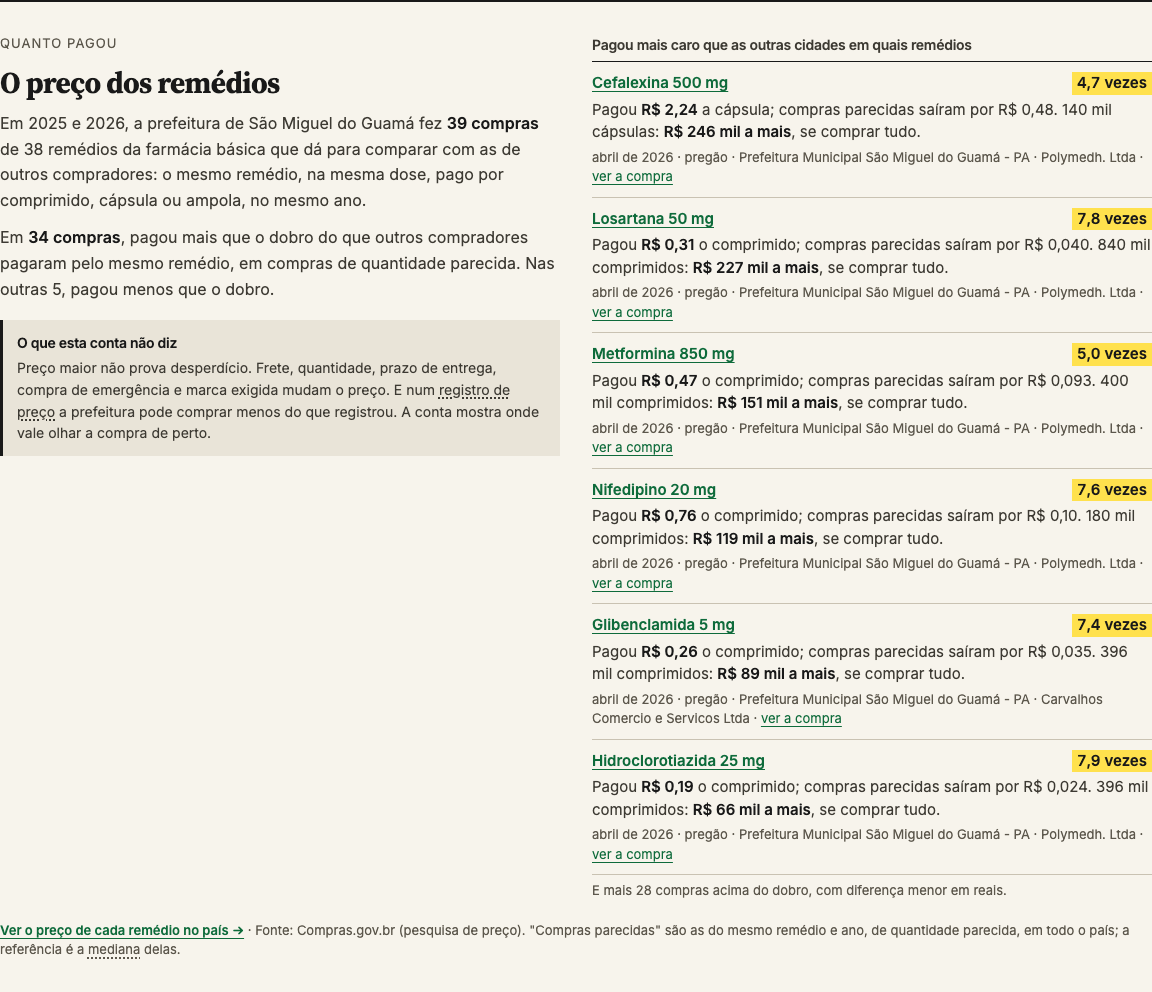 QUANTO PAGOU
O preço dos remédios
Em 2025 e 2026, a prefeitura de São Miguel do Guamá fez 39 compras
de 38 remédios da farmácia básica que dá para comparar com as de
outros compradores: o mesmo remédio, na mesma dose, pago por
comprimido, cápsula ou ampola, no mesmo ano.
Em 34 compras, pagou mais que o dobro do que outros compradores
pagaram pelo mesmo remédio, em compras de quantidade parecida. Nas
outras 5, pagou menos que o dobro.
O que esta conta não diz
Preço maior não prova desperdício. Frete, quantidade, prazo de entrega,
compra de emergência e marca exigida mudam o preço. E num registro de
preço a prefeitura pode comprar menos do que registrou. A conta mostra onde
vale olhar a compra de perto.
Pagou mais caro que as outras cidades em quais remédios
Cefalexina 500 mg 4,7 vezes
Pagou R$ 2,24 a cápsula; compras parecidas saíram por R$ 0,48. 140 mil
cápsulas: R$ 246 mil a mais, se comprar tudo.
abril de 2026 · pregão · Prefeitura Municipal São Miguel do Guamá - PA · Polymedh. Ltda ·
ver a compra
Losartana 50 mg 7,8 vezes
Pagou R$ 0,31 o comprimido; compras parecidas saíram por R$ 0,040. 840 mil
comprimidos: R$ 227 mil a mais, se comprar tudo.
abril de 2026 · pregão · Prefeitura Municipal São Miguel do Guamá - PA · Polymedh. Ltda ·
ver a compra
Metformina 850 mg 5,0 vezes
Pagou R$ 0,47 o comprimido; compras parecidas saíram por R$ 0,093. 400
mil comprimidos: R$ 151 mil a mais, se comprar tudo.
abril de 2026 · pregão · Prefeitura Municipal São Miguel do Guamá - PA · Polymedh. Ltda ·
ver a compra
Nifedipino 20 mg 7,6 vezes
Pagou R$ 0,76 o comprimido; compras parecidas saíram por R$ 0,10. 180 mil
comprimidos: R$ 119 mil a mais, se comprar tudo.
abril de 2026 · pregão · Prefeitura Municipal São Miguel do Guamá - PA · Polymedh. Ltda ·
ver a compra
Glibenclamida 5 mg 7,4 vezes
Pagou R$ 0,26 o comprimido; compras parecidas saíram por R$ 0,035. 396
mil comprimidos: R$ 89 mil a mais, se comprar tudo.
abril de 2026 · pregão · Prefeitura Municipal São Miguel do Guamá - PA · Carvalhos
Comercio e Servicos Ltda · ver a compra
Hidroclorotiazida 25 mg 7,9 vezes
Pagou R$ 0,19 o comprimido; compras parecidas saíram por R$ 0,024. 396 mil
comprimidos: R$ 66 mil a mais, se comprar tudo.
abril de 2026 · pregão · Prefeitura Municipal São Miguel do Guamá - PA · Polymedh. Ltda ·
ver a compra
E mais 28 compras acima do dobro, com diferença menor em reais.
Ver o preço de cada remédio no país → · Fonte: Compras.gov.br (pesquisa de preço). "Compras parecidas" são as do mesmo remédio e ano, de quantidade parecida, em todo o país; a
referência é a mediana delas.